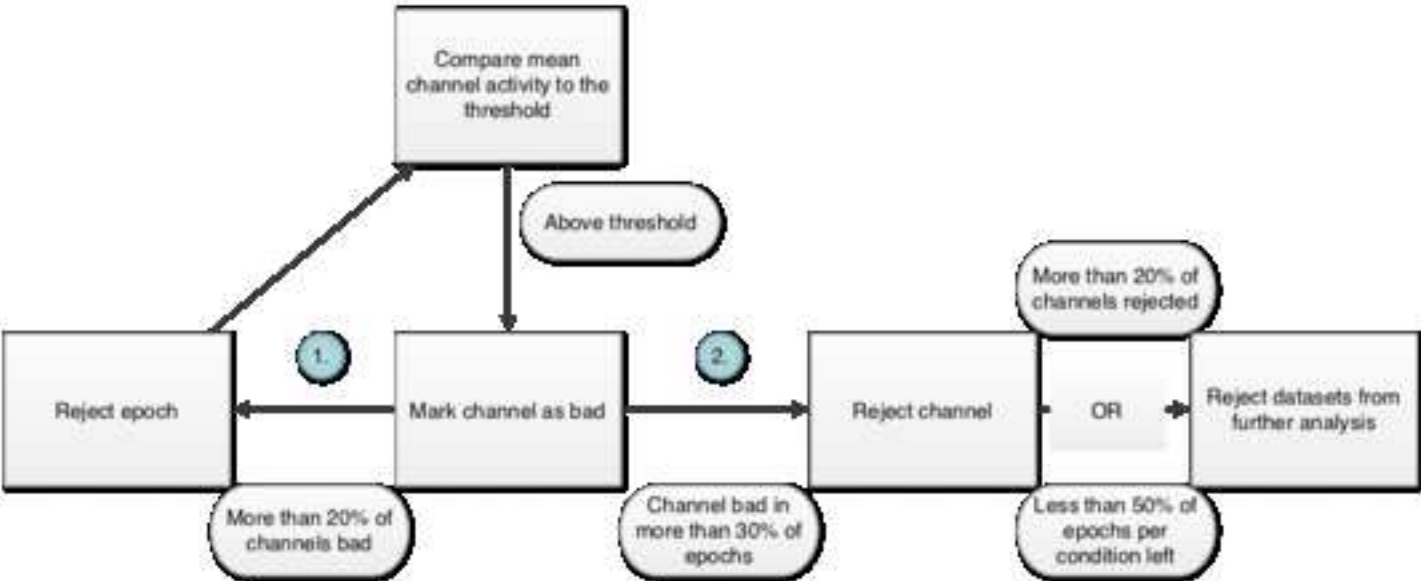 Compare mean
channel activity to the
threshold
Above threshold
More than 20% of
channels rejected
1.
2.
Reject epoch
Mark channel as bad
Reject channel
OR
Reject datasets from
further analysis
More than 20% of
channels bad
Channel bad in
more than 30% of
epochs
Less than 50% of
epochs per
condition left